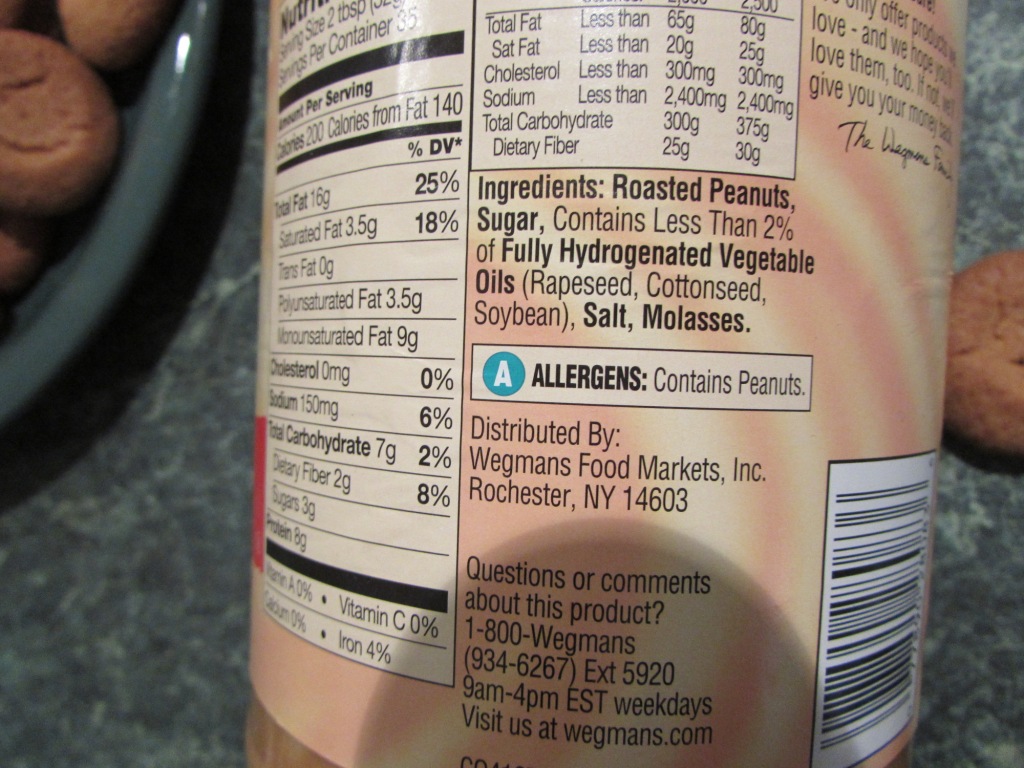 Serving Size 2 tbsp (32g
Servings Per Container 35
Amount Per Serving
Calories 200 Calories from Fat 140
% DV*
Total Fat 16g 25%
Saturated Fat 3.5g 18%
Trans Fat 0g
Polyunsaturated Fat 3.5g
Monounsaturated Fat 9g
Cholesterol 0mg 0%
Sodium 150mg 6%
Total Carbohydrate 7g 2%
Dietary Fiber 2g 8%
Sugars 3g
Protein 8g
Vitamin A 0% • Vitamin C 0%
Calcium 0% • Iron 4%
2,500
Total Fat Less than 65g 80g
Sat Fat Less than 20g 25g
Cholesterol Less than 300mg 300mg
Sodium Less than 2,400mg 2,400mg
Total Carbohydrate 300g 375g
Dietary Fiber 25g 30g
Ingredients: Roasted Peanuts,
Sugar, Contains Less Than 2%
of Fully Hydrogenated Vegetable
Oils (Rapeseed, Cottonseed,
Soybean), Salt, Molasses.
A ALLERGENS: Contains Peanuts.
Distributed By:
Wegmans Food Markets, Inc.
Rochester, NY 14603
Questions or comments
about this product?
1-800-Wegmans
(934-6267) Ext 5920
9am-4pm EST weekdays
Visit us at wegmans.com
only offer products
love - and we hope you'll
love them, too. If not, we'll
give you your money back
The Wegman